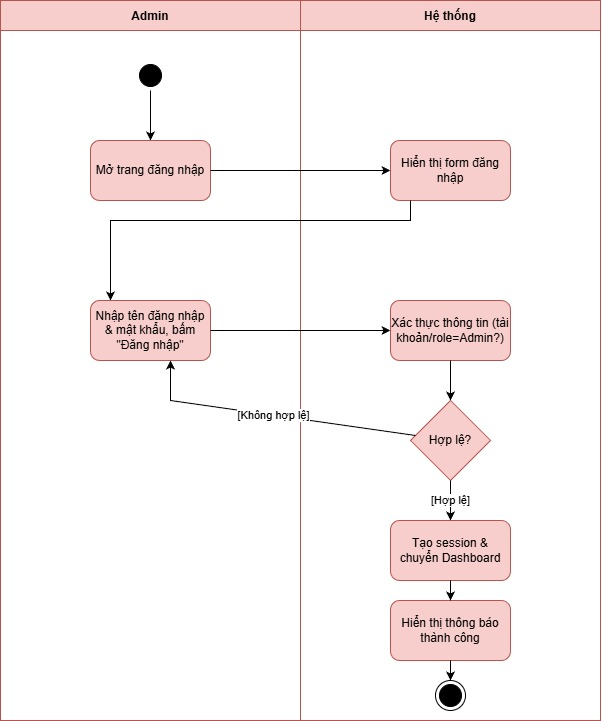 Admin
Hệ thống
Mở trang đăng nhập
Hiển thị form đăng
nhập
Nhập tên đăng nhập
& mật khẩu, bấm
"Đăng nhập"
Xác thực thông tin (tài
khoản/role=Admin?)
[Không hợp lệ]
Hợp lệ?
[Hợp lệ]
Tạo session &
chuyển Dashboard
Hiển thị thông báo
thành công